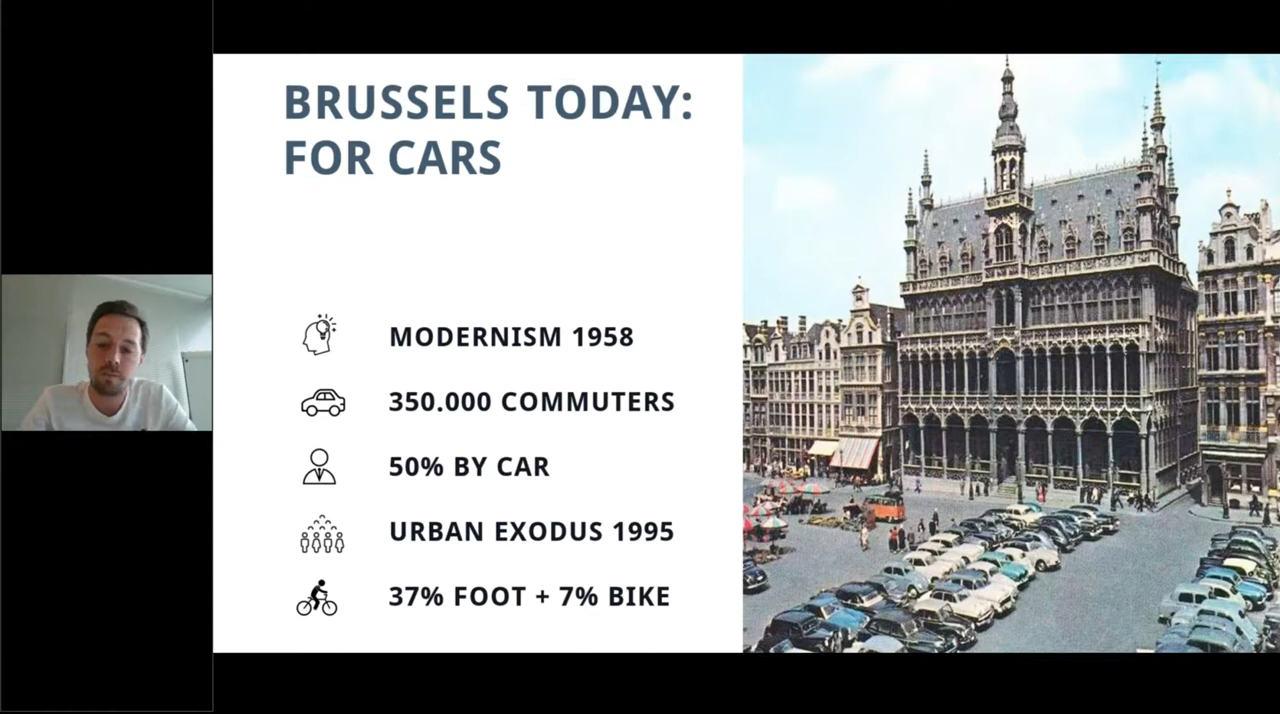 BRUSSELS TODAY:
FOR CARS
MODERNISM 1958
350.000 COMMUTERS
50% BY CAR
URBAN EXODUS 1995
37% FOOT + 7% BIKE